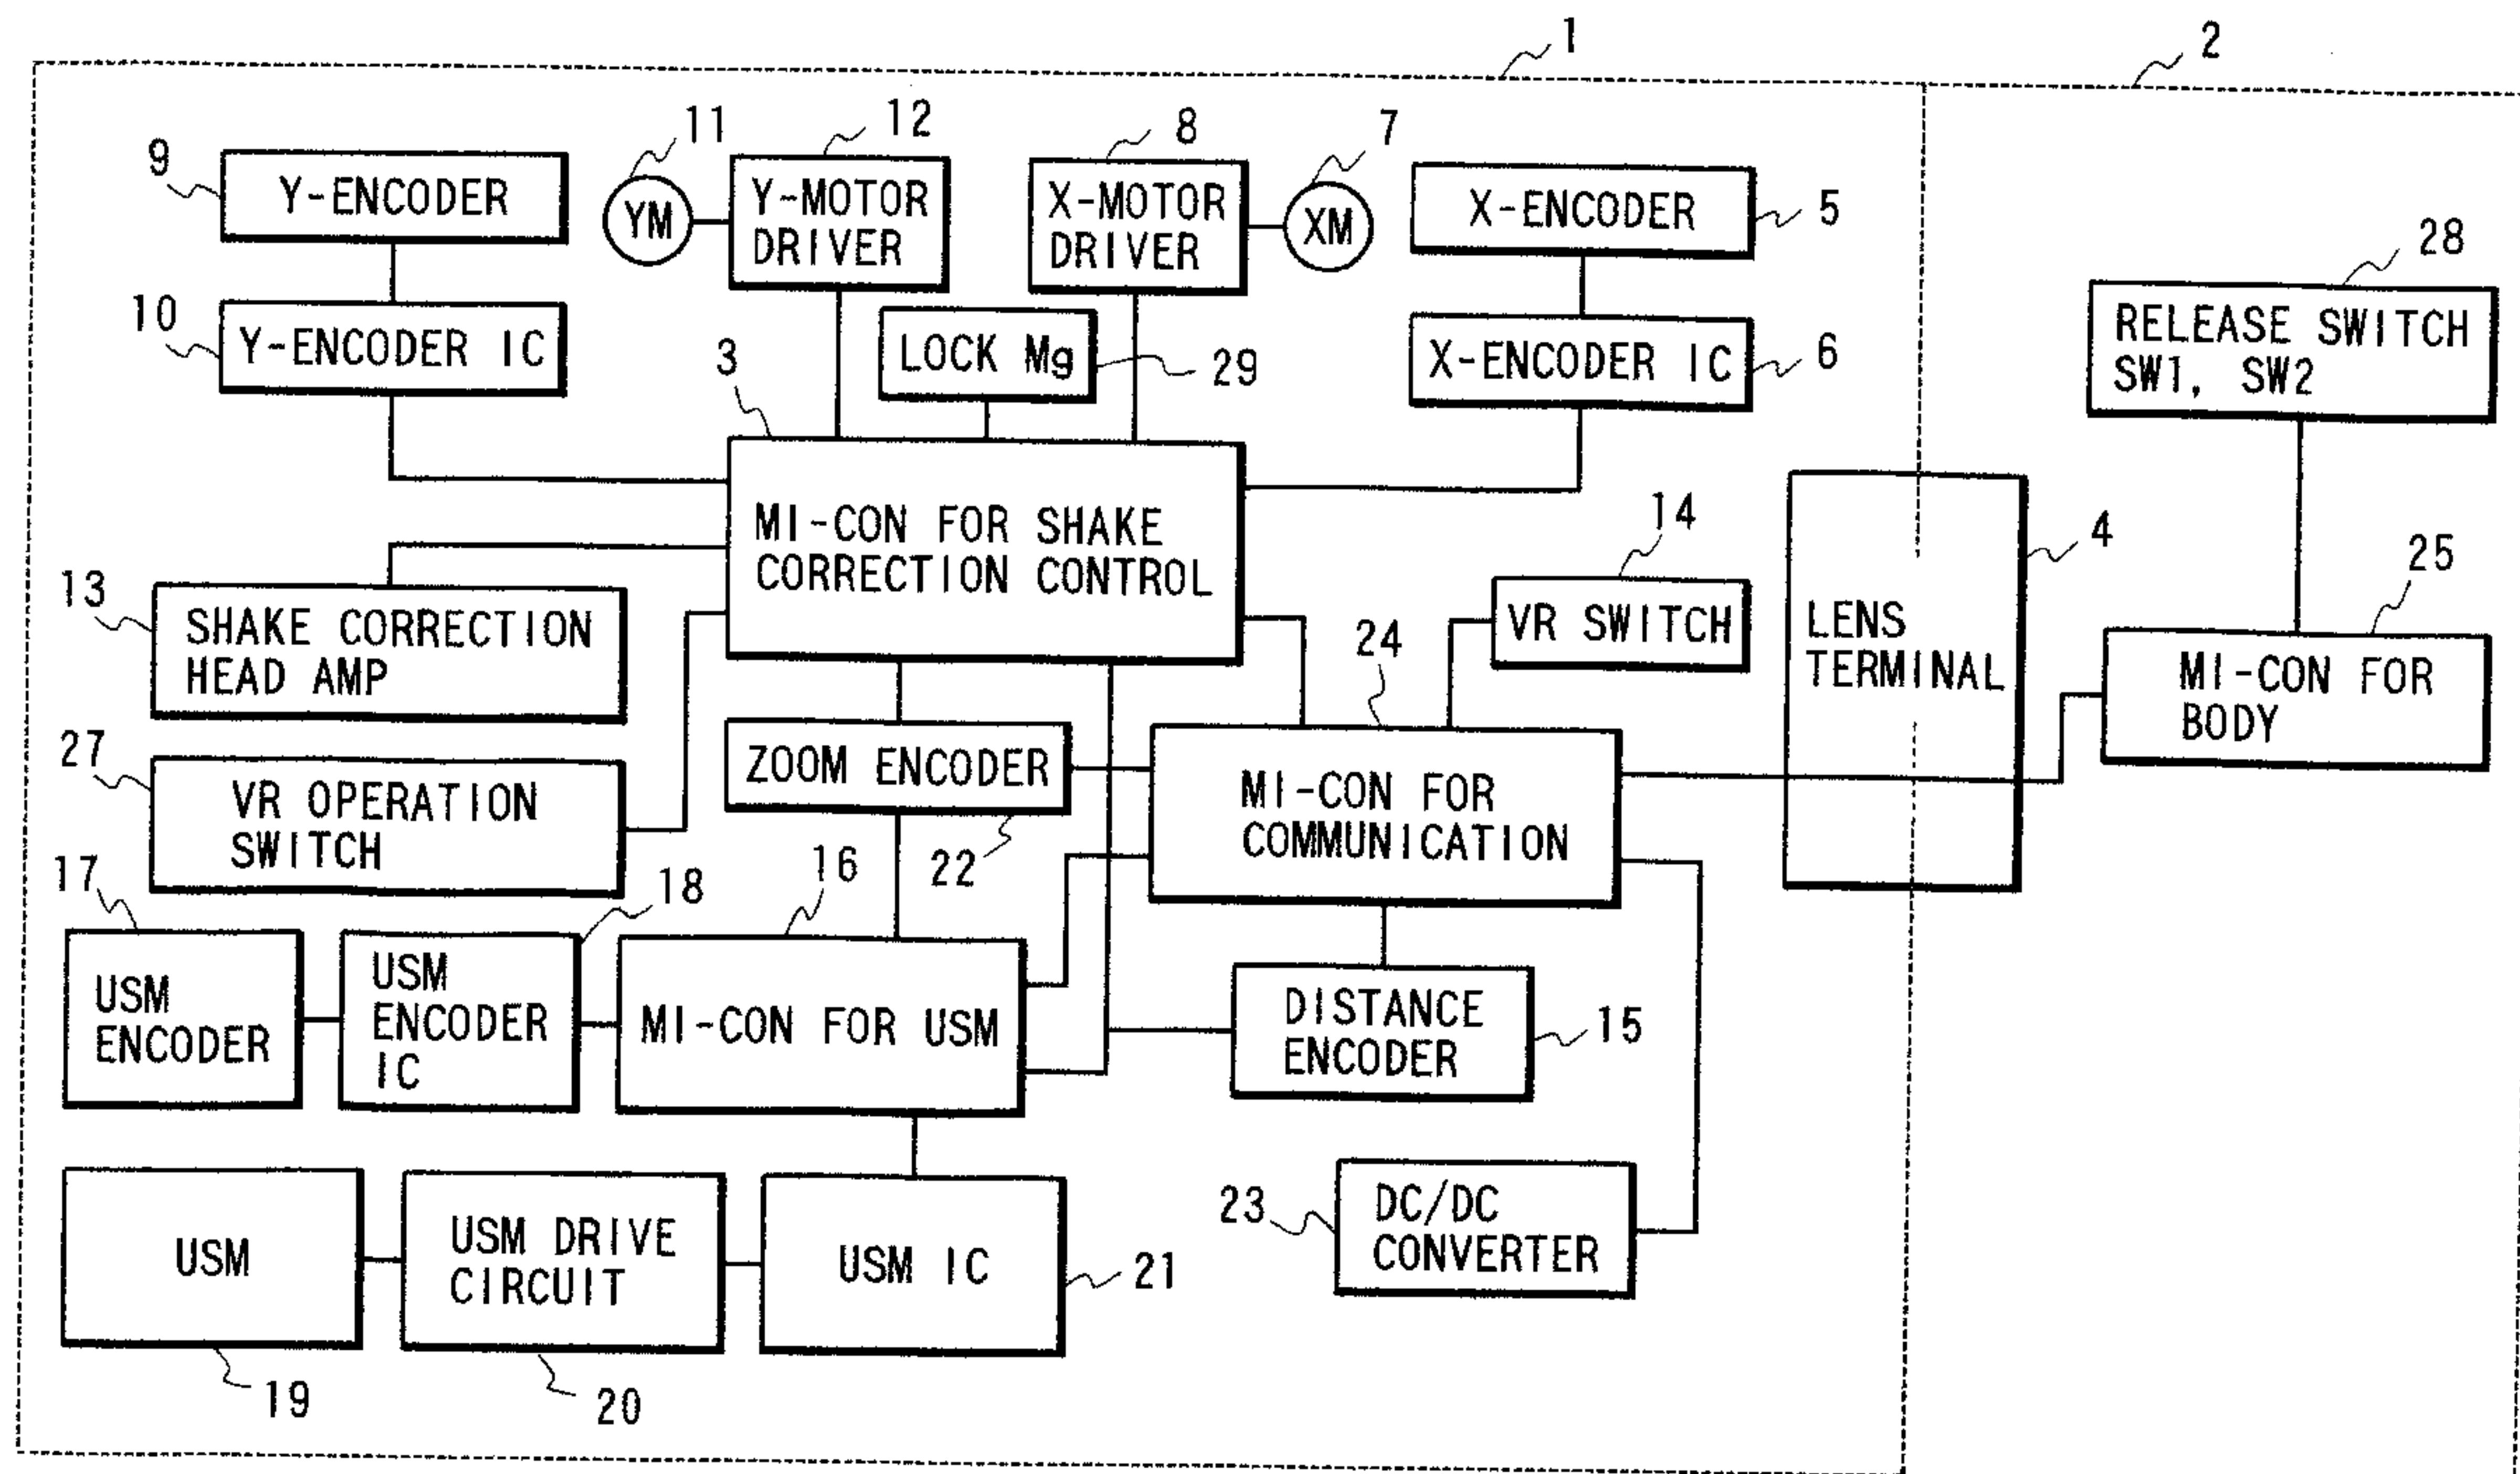 1
2
9
Y-ENCODER
11
YM
12
Y-MOTOR
DRIVER
8
X-MOTOR
DRIVER
7
XM
X-ENCODER
5
28
RELEASE SWITCH
SW1, SW2
10
Y-ENCODER IC
3
LOCK Mg
29
X-ENCODER IC
6
MI-CON FOR SHAKE
CORRECTION CONTROL
14
VR SWITCH
4
LENS
TERMINAL
25
MI-CON FOR
BODY
13
SHAKE CORRECTION
HEAD AMP
24
27
VR OPERATION
SWITCH
ZOOM ENCODER
22
MI-CON FOR
COMMUNICATION
17
USM
ENCODER
18
USM
ENCODER
IC
16
MI-CON FOR USM
DISTANCE
ENCODER
15
USM
19
USM DRIVE
CIRCUIT
20
USM IC
21
23
DC/DC
CONVERTER